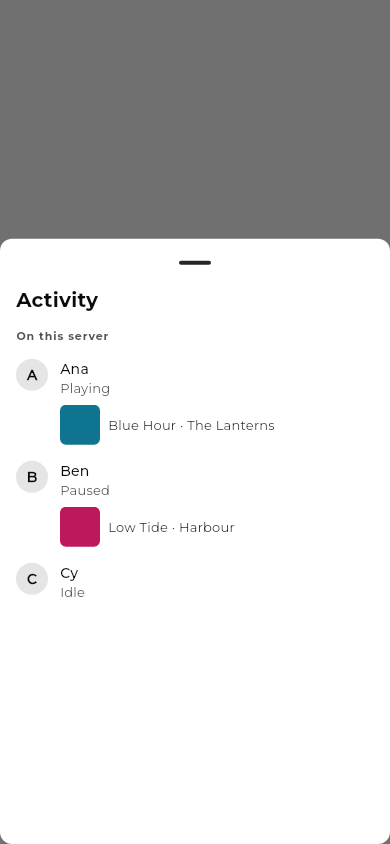 Activity
On this server
A
Ana
Playing
Blue Hour · The Lanterns
B
Ben
Paused
Low Tide · Harbour
C
Cy
Idle